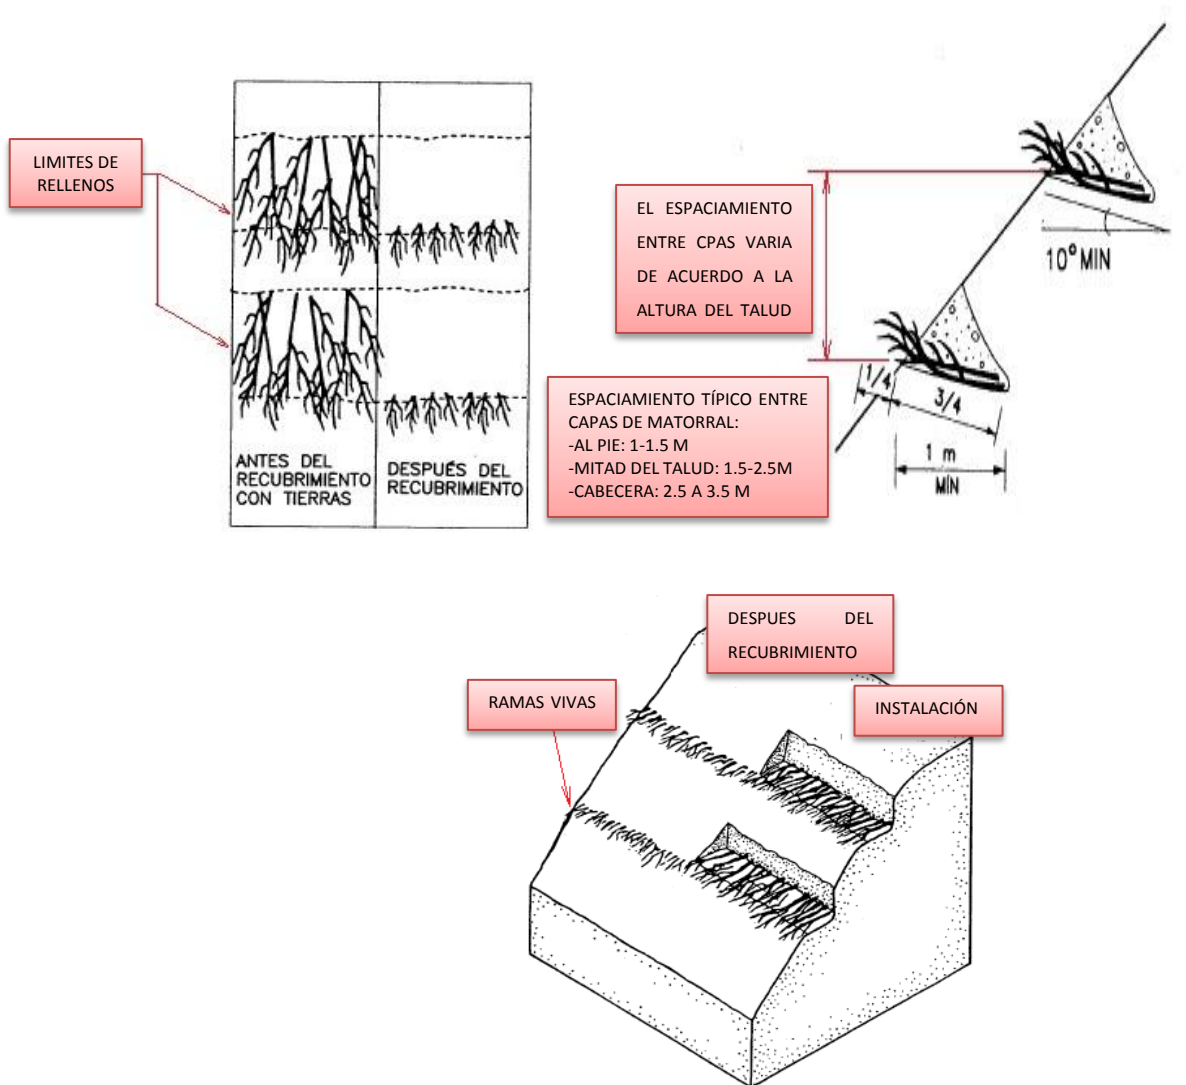 LIMITES DE
RELLENOS
ANTES DEL
RECUBRIMIENTO
CON TIERRAS
DESPUÉS DEL
RECUBRIMIENTO
EL ESPACIAMIENTO
ENTRE CPAS VARIA
DE ACUERDO A LA
ALTURA DEL TALUD
10° MIN
1/4
3/4
1 m
MÍN
ESPACIAMIENTO TÍPICO ENTRE
CAPAS DE MATORRAL:
-AL PIE: 1-1.5 M
-MITAD DEL TALUD: 1.5-2.5M
-CABECERA: 2.5 A 3.5 M
DESPUES DEL
RECUBRIMIENTO
RAMAS VIVAS
INSTALACIÓN